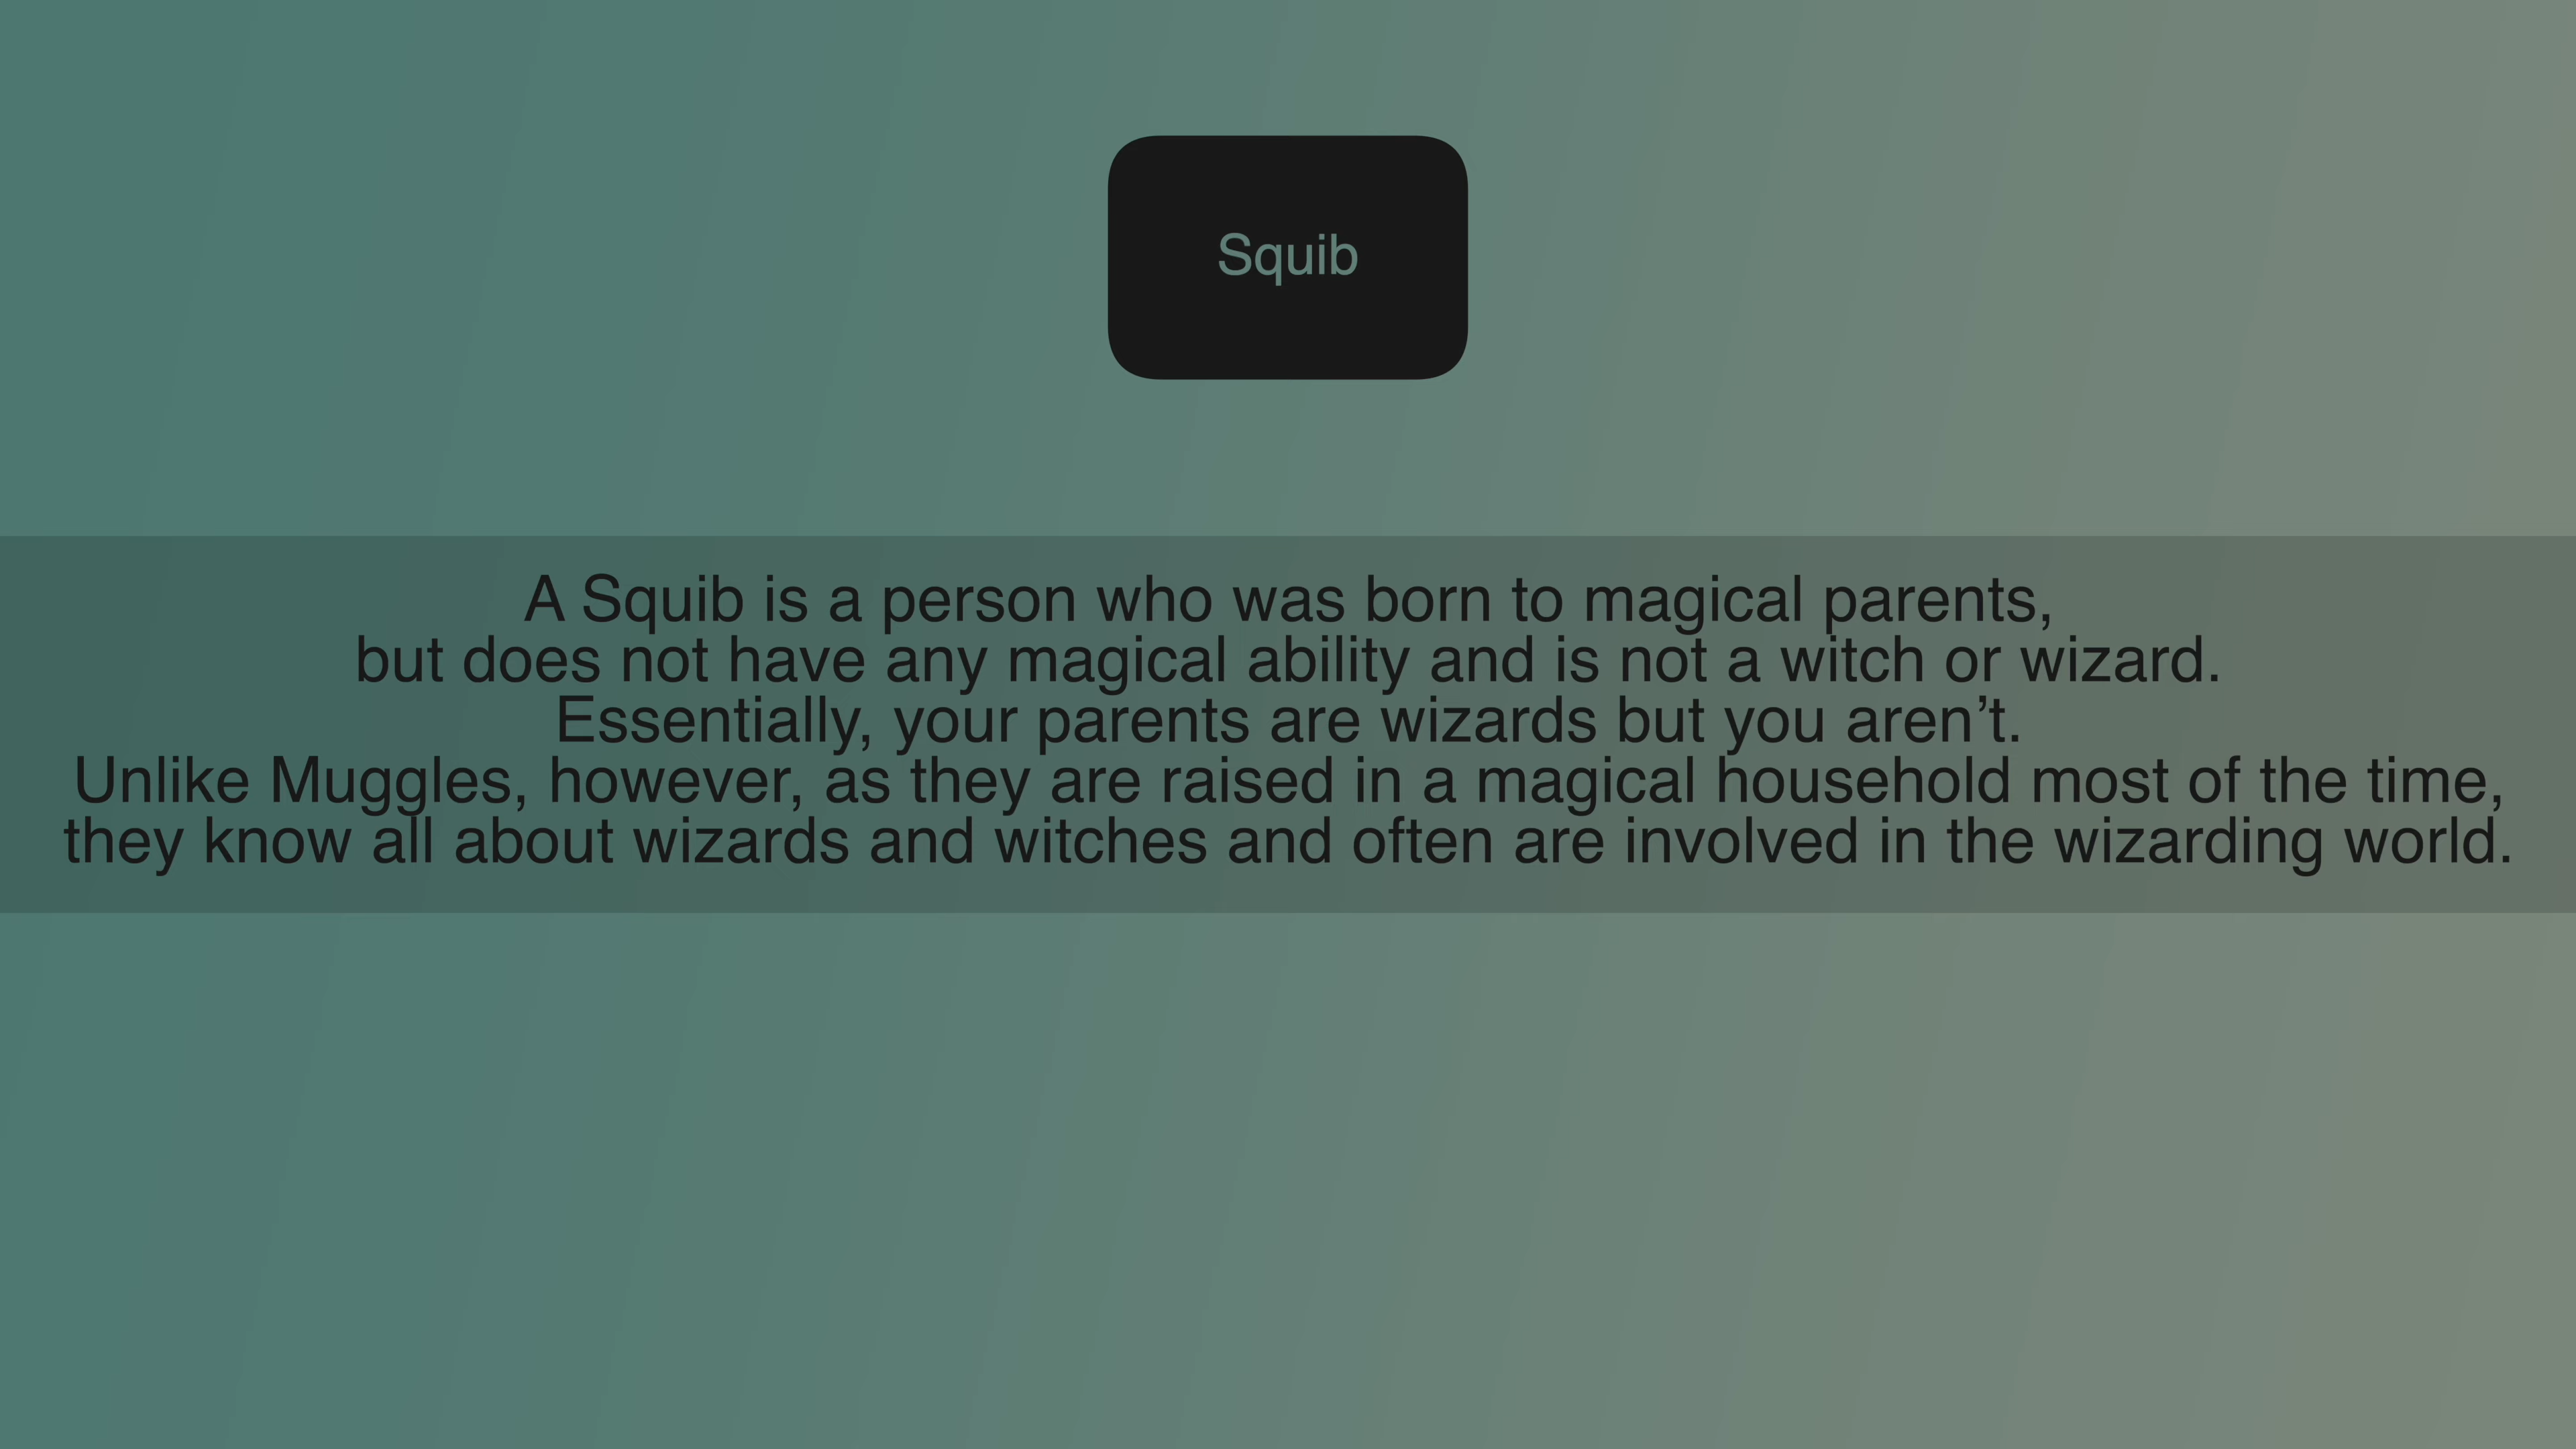 Squib
A Squib is a person who was born to magical parents,
but does not have any magical ability and is not a witch or wizard.
Essentially, your parents are wizards but you aren’t.
Unlike Muggles, however, as they are raised in a magical household most of the time,
they know all about wizards and witches and often are involved in the wizarding world.